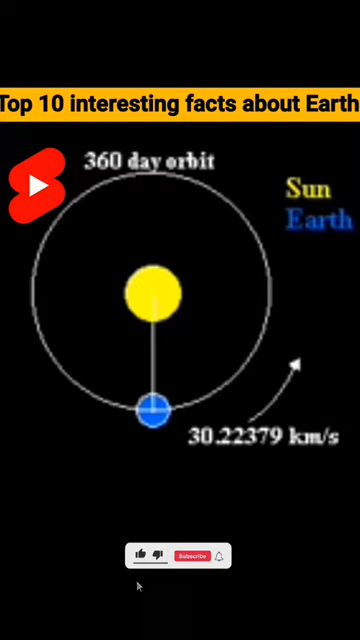 Top 10 interesting facts about Earth
360 day orbit
Sun
Earth
30.22379 km/s
Subscribe